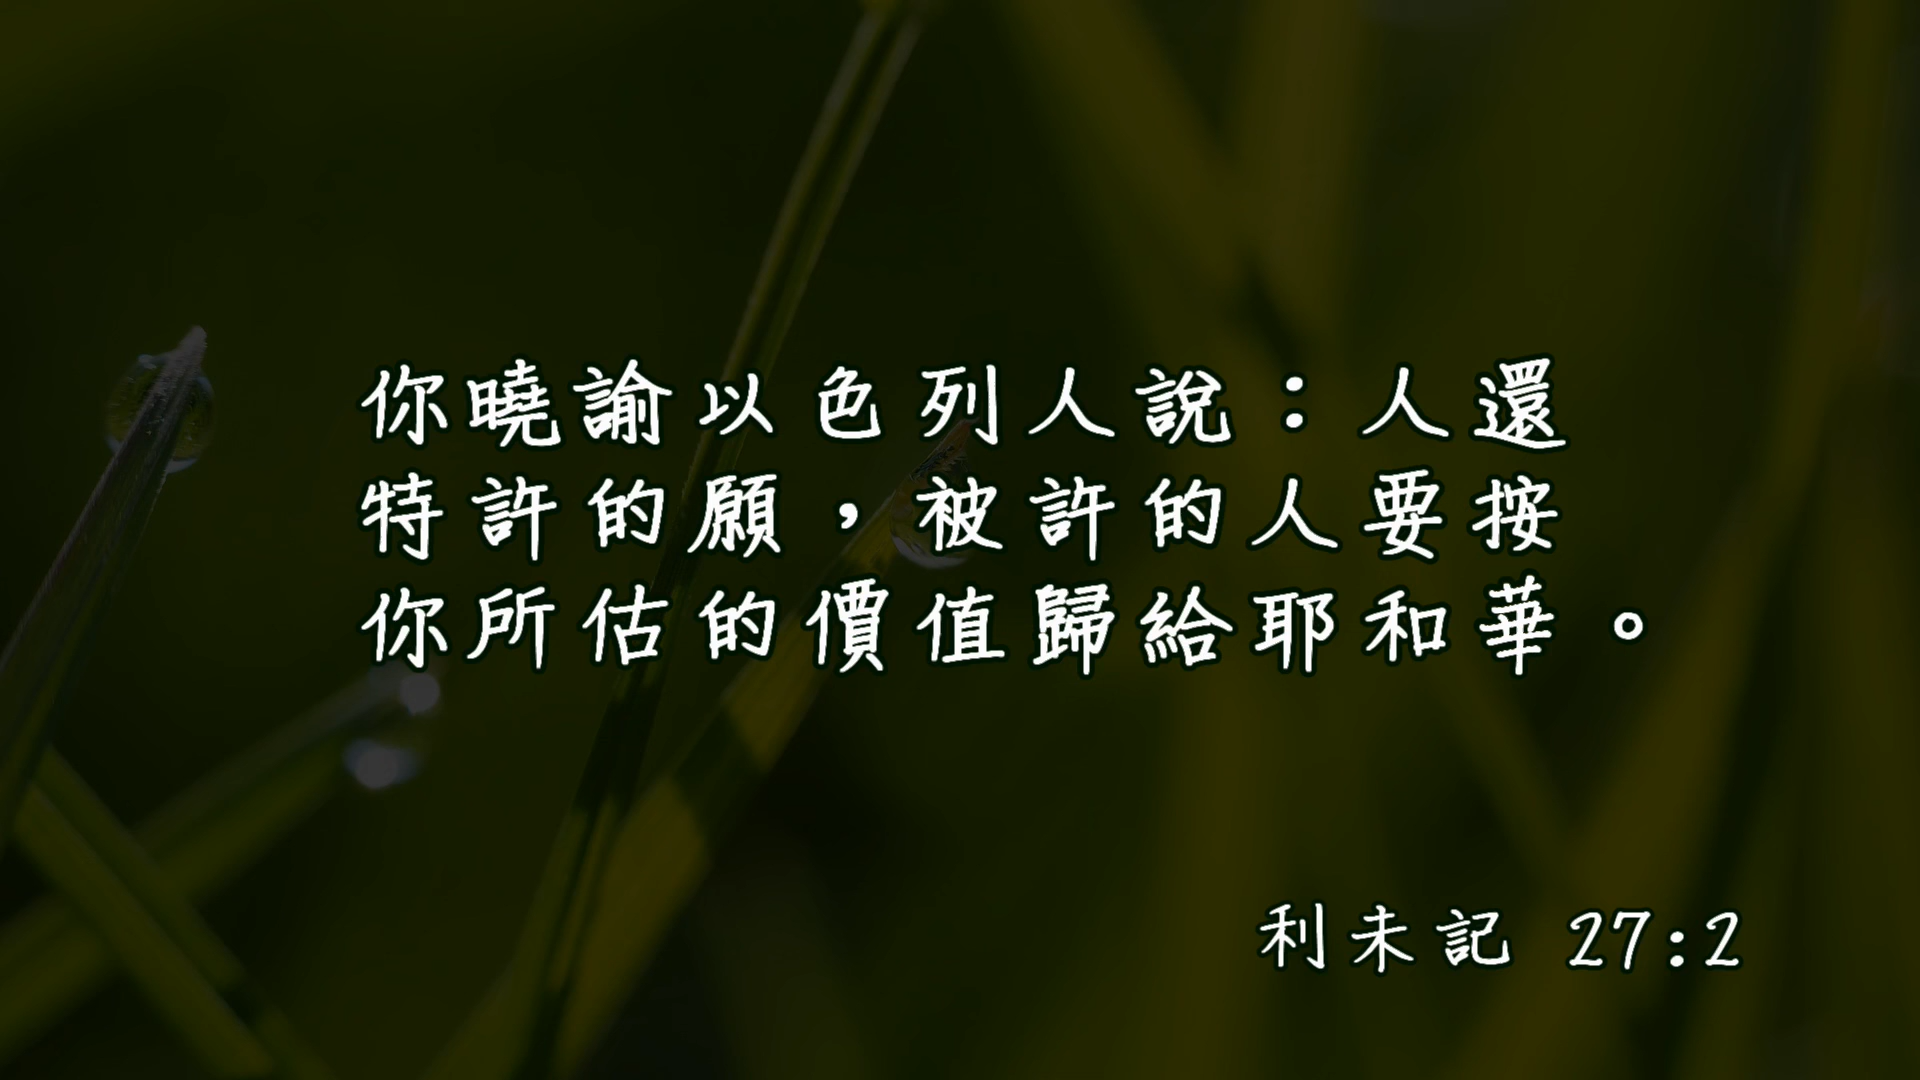 你曉諭以色列人說：人還
特許的願，被許的人要按
你所估的價值歸給耶和華。
利未記 27:2